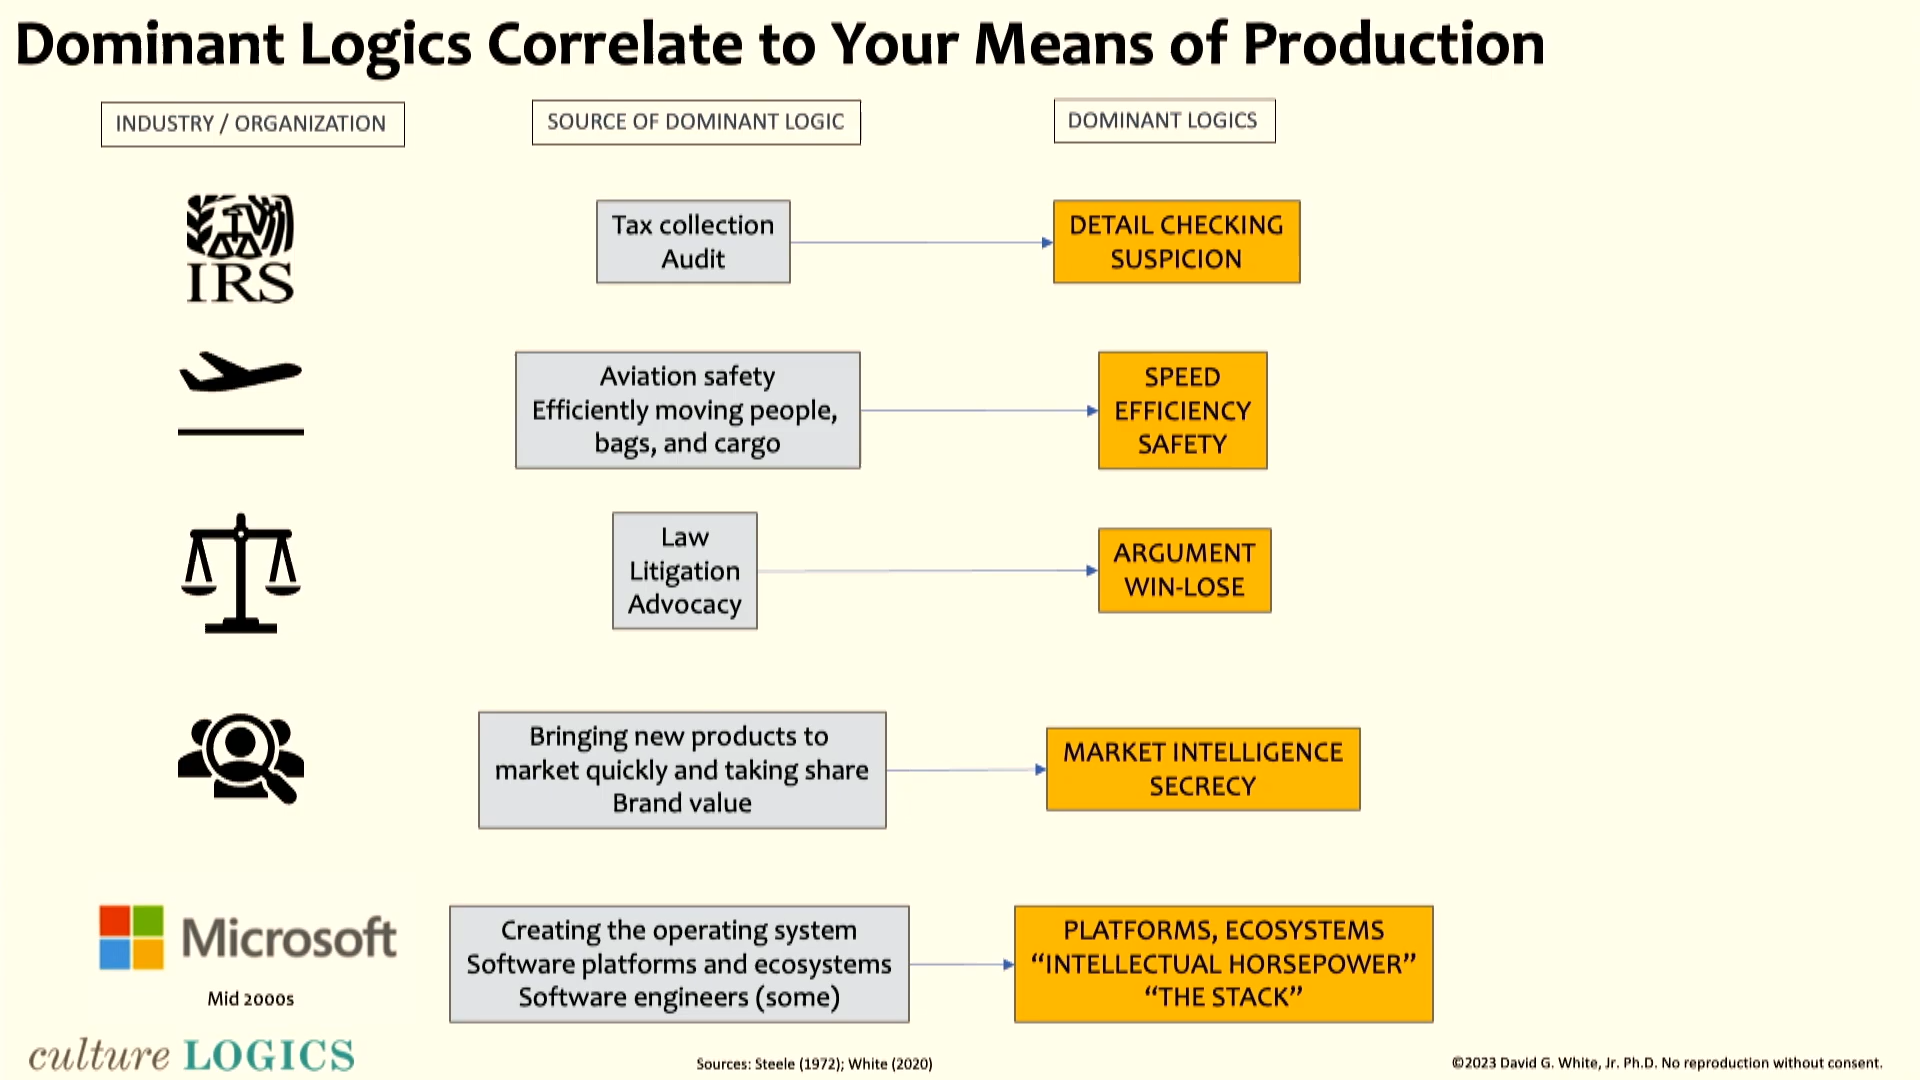 Dominant Logics Correlate to Your Means of Production
INDUSTRY / ORGANIZATION
SOURCE OF DOMINANT LOGIC
DOMINANT LOGICS
IRS
Tax collection
Audit
DETAIL CHECKING
SUSPICION
Aviation safety
Efficiently moving people,
bags, and cargo
SPEED
EFFICIENCY
SAFETY
Law
Litigation
Advocacy
ARGUMENT
WIN-LOSE
Bringing new products to
market quickly and taking share
Brand value
MARKET INTELLIGENCE
SECRECY
Microsoft
Mid 2000s
Creating the operating system
Software platforms and ecosystems
Software engineers (some)
PLATFORMS, ECOSYSTEMS
“INTELLECTUAL HORSEPOWER”
“THE STACK”
culture LOGICS
Sources: Steele (1972); White (2020)
©2023 David G. White, Jr. Ph.D. No reproduction without consent.